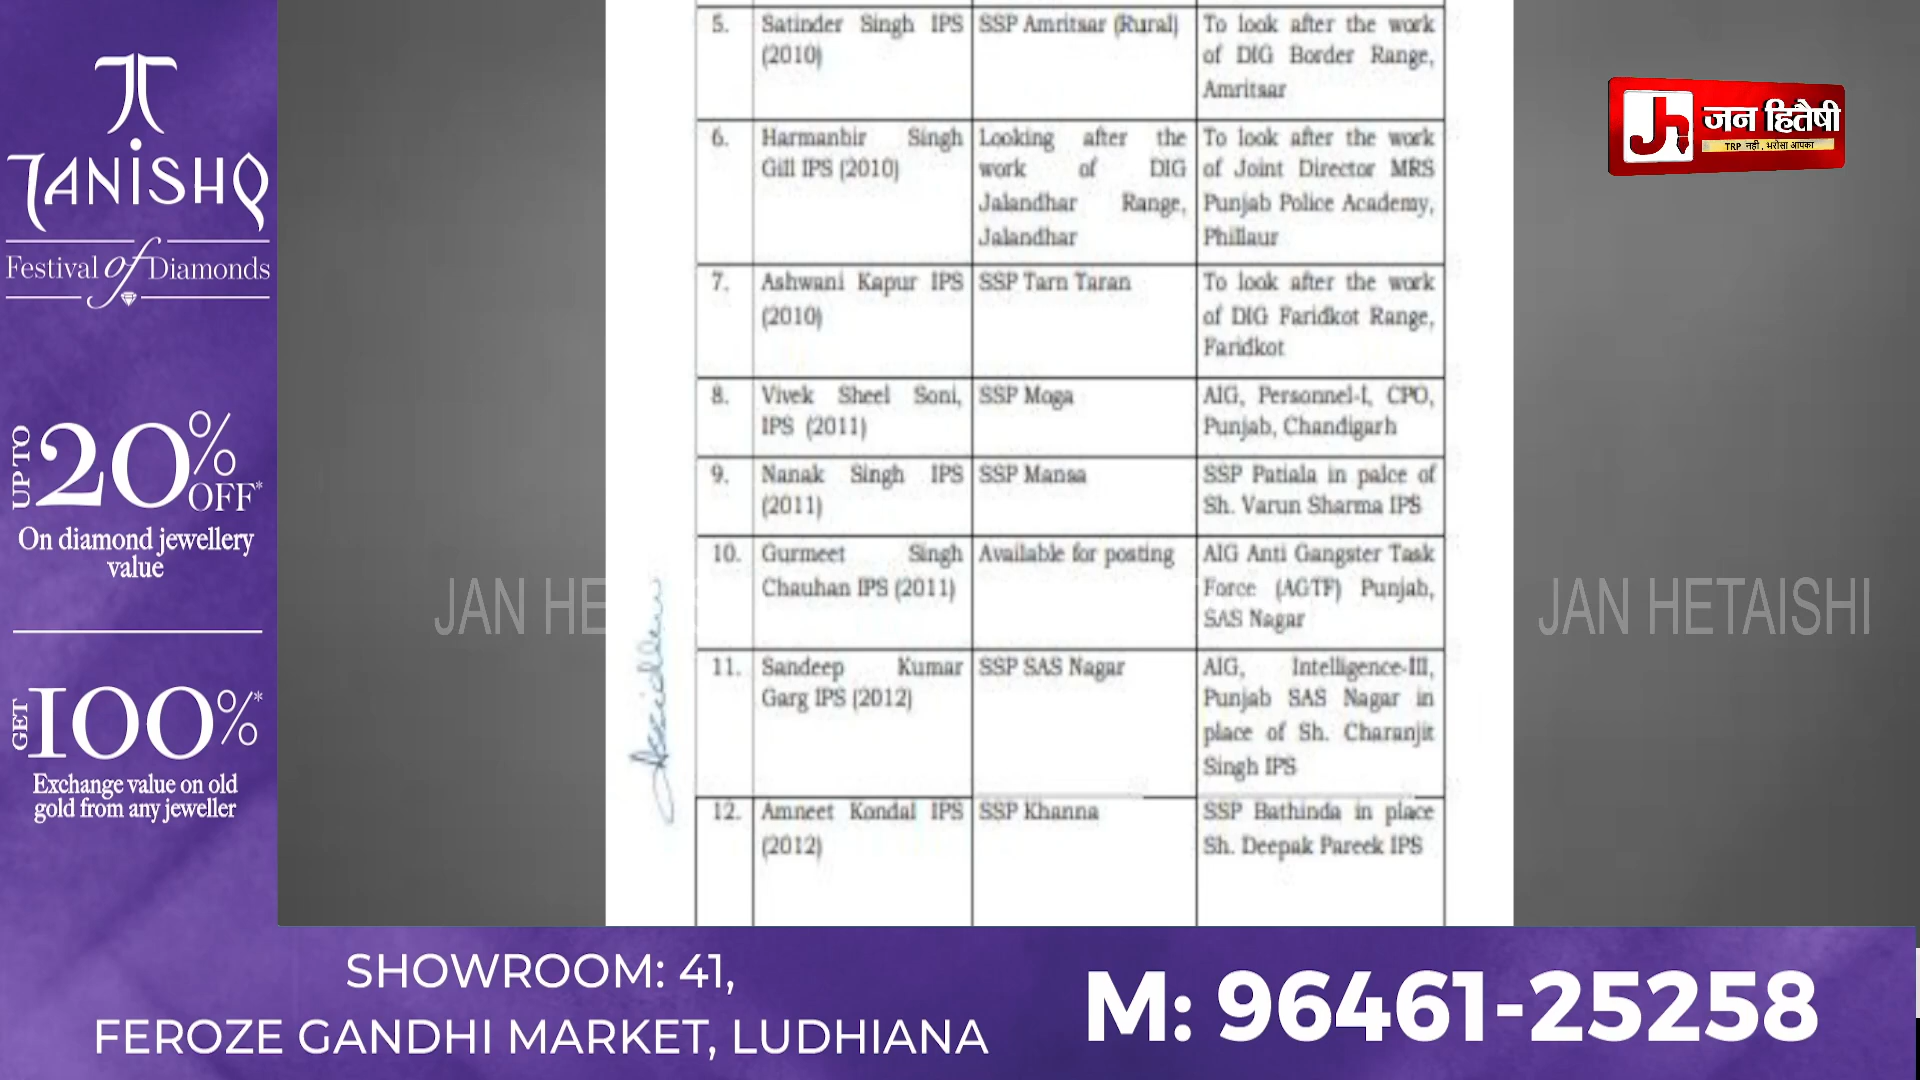 TANISHQ
Festival of Diamonds
UPTO 20% OFF*
On diamond jewellery
value
GET 100%*
Exchange value on old
gold from any jeweller
5. Satinder Singh IPS SSP Amritsar (Rural) To look after the work
(2010) of DIG Border Range,
Amritsar
6. Harmanbir Singh Looking after the To look after the work
Gill IPS (2010) work of DIG of Joint Director MRS
Jalandhar Range, Punjab Police Academy,
Jalandhar Phillaur
7. Ashwani Kapur IPS SSP Tarn Taran To look after the work
(2010) of DIG Faridkot Range,
Faridkot
8. Vivek Sheel Soni, SSP Moga AIG, Personnel-I, CPO,
IPS (2011) Punjab, Chandigarh
9. Nanak Singh IPS SSP Mansa SSP Patiala in palce of
(2011) Sh. Varun Sharma IPS
10. Gurmeet Singh Available for posting AIG Anti Gangster Task
Chauhan IPS (2011) Force (AGTF) Punjab,
SAS Nagar
11. Sandeep Kumar SSP SAS Nagar AIG, Intelligence-III,
Garg IPS (2012) Punjab SAS Nagar in
place of Sh. Charanjit
Singh IPS
12. Amneet Kondal IPS SSP Khanna SSP Bathinda in place
(2012) Sh. Deepak Pareek IPS
JAN HE
JAN HETAISHI
जन हितैषी
TRP नहीं, भरोसा आपका
SHOWROOM: 41,
FEROZE GANDHI MARKET, LUDHIANA
M: 96461-25258